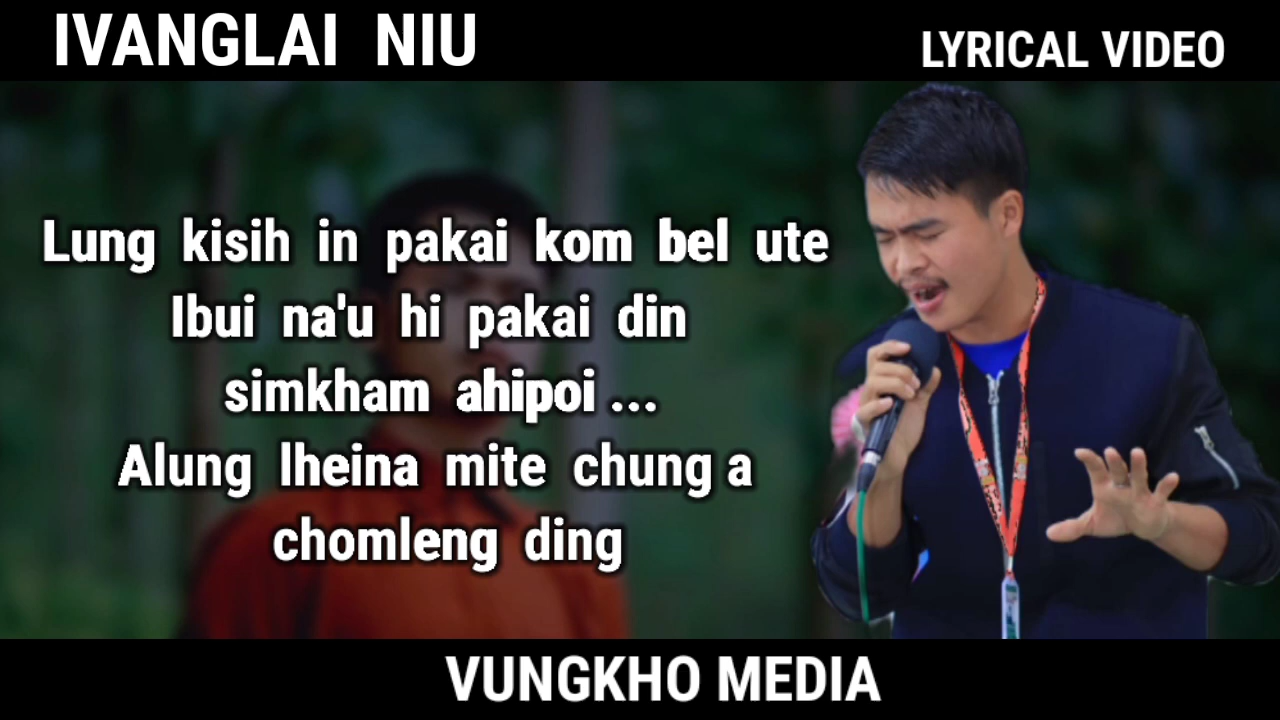 IVANGLAI NIU
LYRICAL VIDEO
Lung kisih in pakai kom bel ute
Ibui na'u hi pakai din
simkham ahipoi ...
Alung lheina mite chung a
chomleng ding
VUNGKHO MEDIA